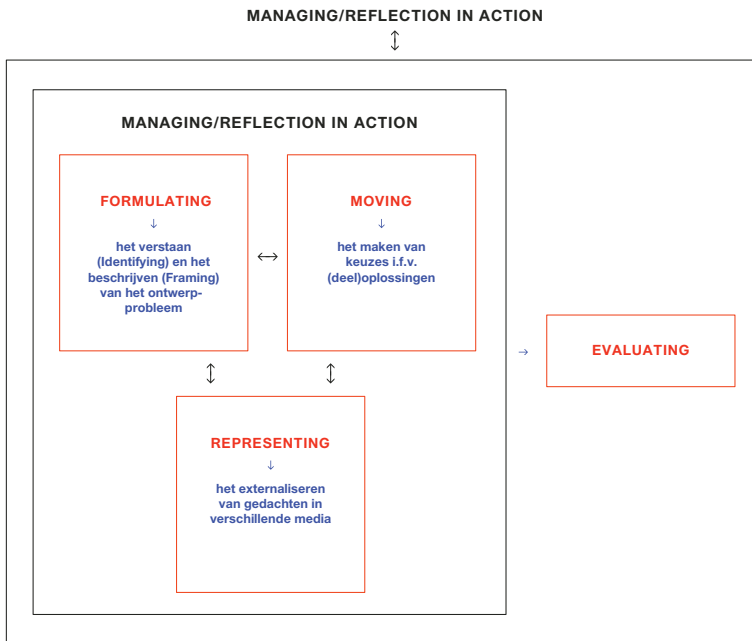 MANAGING/REFLECTION IN ACTION
MANAGING/REFLECTION IN ACTION
FORMULATING
het verstaan
(Identifying) en het
beschrijven (Framing)
van het ontwerp-
probleem
MOVING
het maken van
keuzes i.f.v.
(deel)oplossingen
REPRESENTING
het externaliseren
van gedachten in
verschillende media
EVALUATING